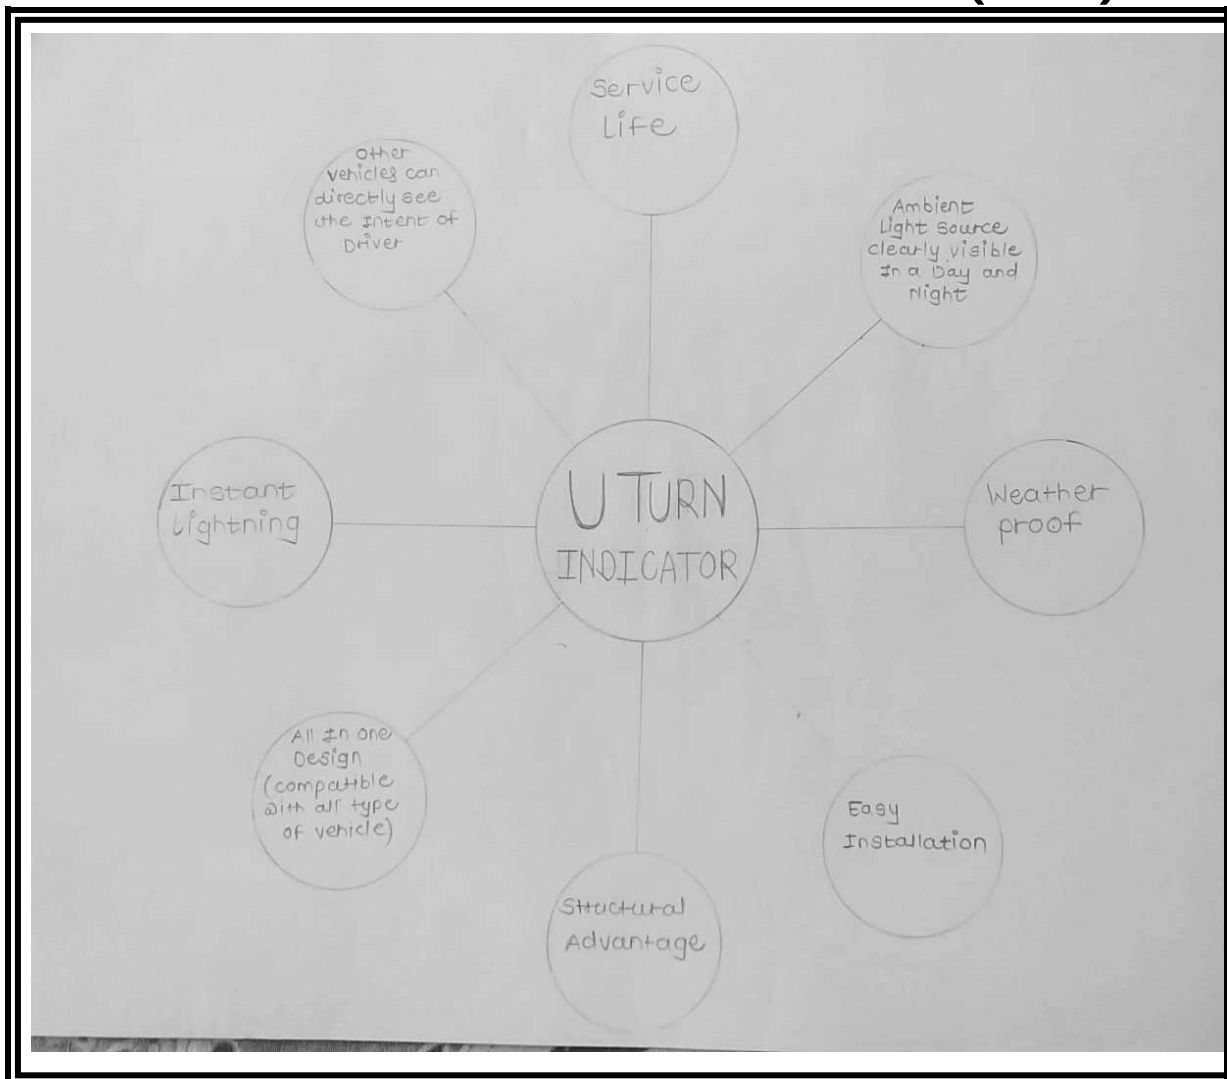 Service
Life
Other
vehicles can
directly see
the Intent of
Driver
Ambient
Light Source
clearly visible
In a Day and
Night
Instant
Lightning
U TURN
INDICATOR
Weather
proof
All In one
Design
(compatible
with all type
of vehicle)
Easy
Installation
Structural
Advantage